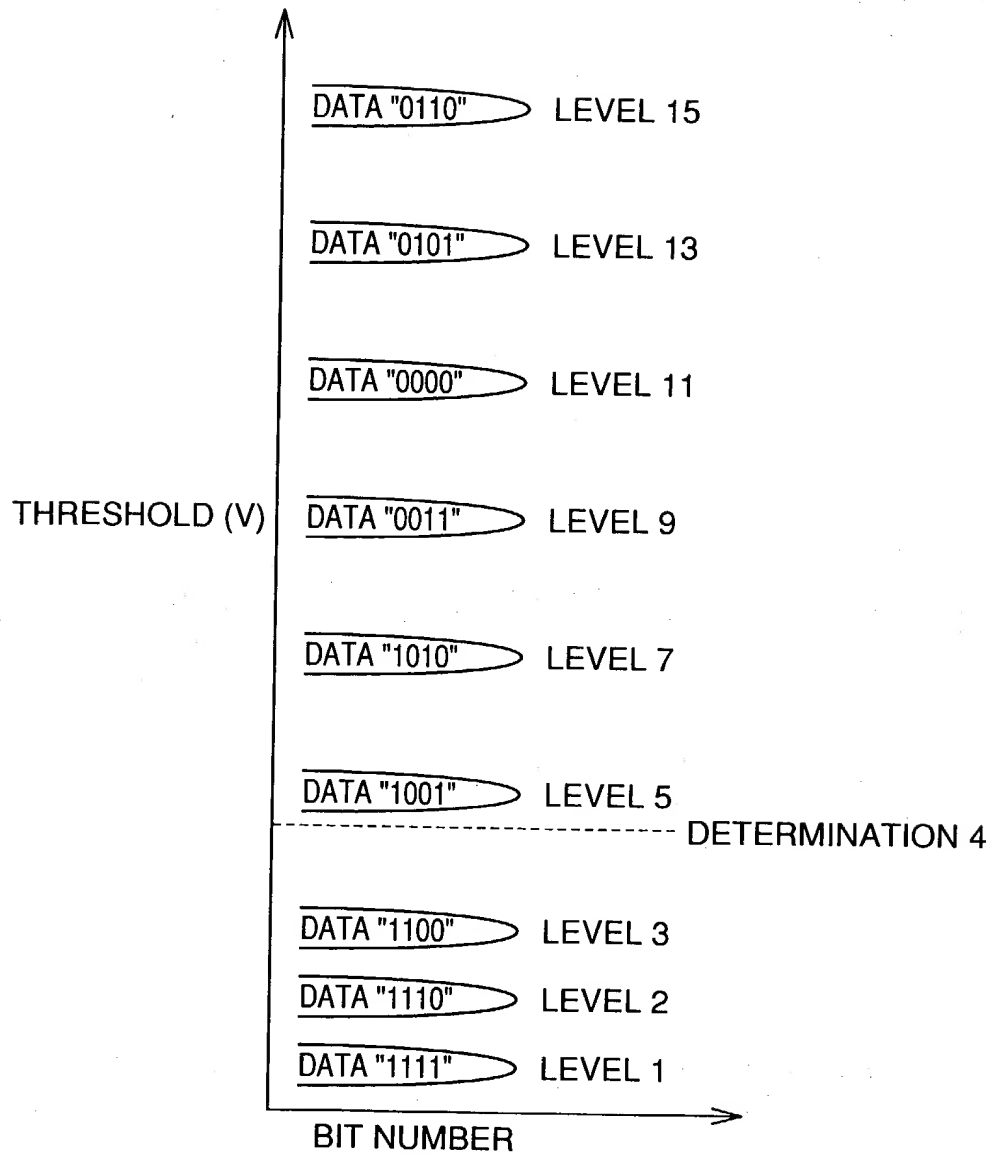 DATA "0110" LEVEL 15
DATA "0101" LEVEL 13
DATA "0000" LEVEL 11
THRESHOLD (V) DATA "0011" LEVEL 9
DATA "1010" LEVEL 7
DATA "1001" LEVEL 5
DETERMINATION 4
DATA "1100" LEVEL 3
DATA "1110" LEVEL 2
DATA "1111" LEVEL 1
BIT NUMBER